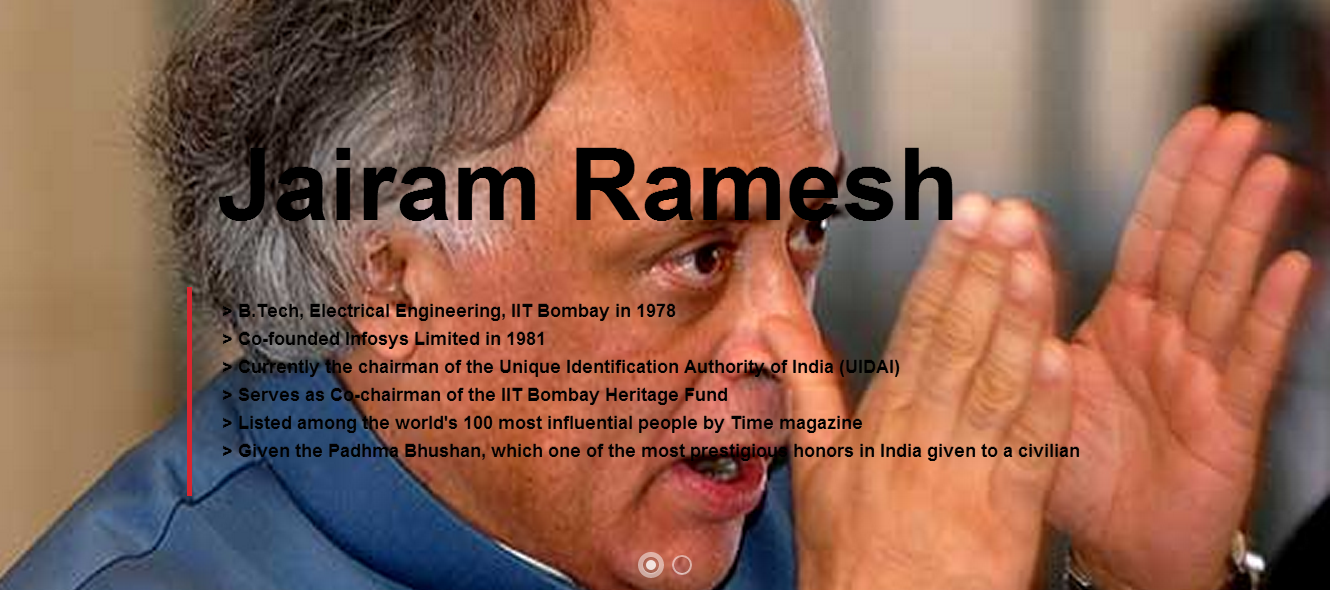 Jairam Ramesh
> B.Tech, Electrical Engineering, IIT Bombay in 1978
> Co-founded Infosys Limited in 1981
> Currently the chairman of the Unique Identification Authority of India (UIDAI)
> Serves as Co-chairman of the IIT Bombay Heritage Fund
> Listed among the world's 100 most influential people by Time magazine
> Given the Padhma Bhushan, which one of the most prestigious honors in India given to a civilian